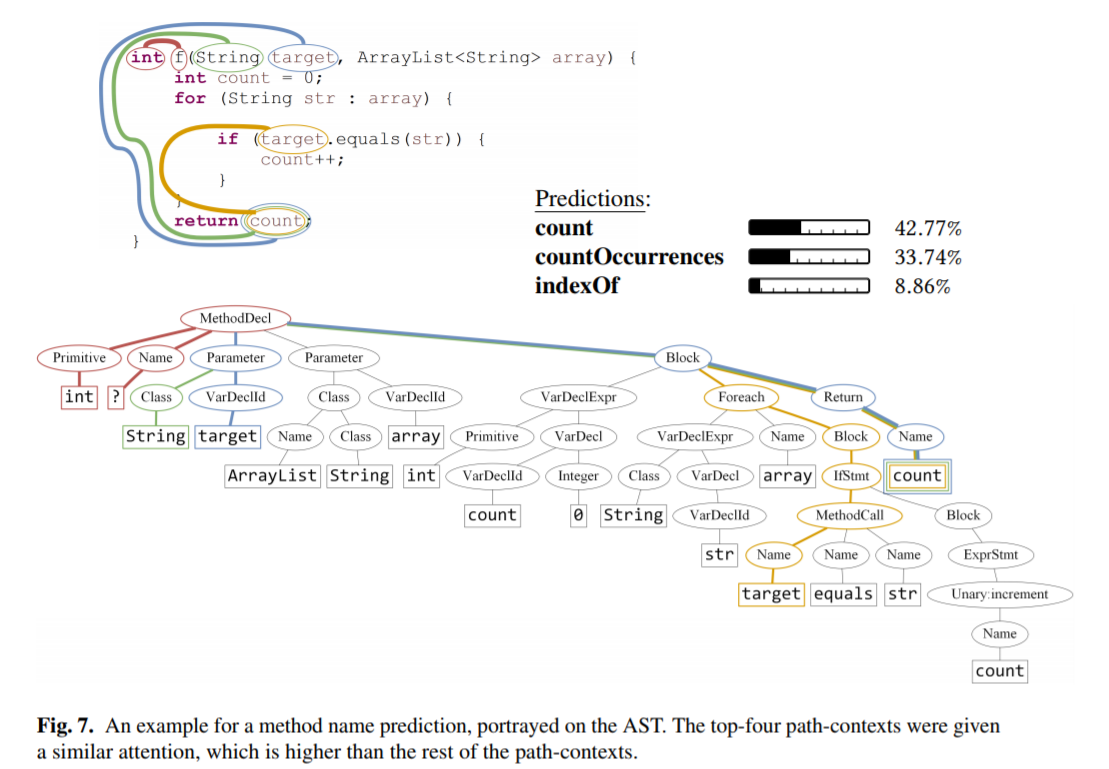 int f(String target, ArrayList<String> array) {
int count = 0;
for (String str : array) {
if (target.equals(str)) {
count++;
}
}
return count;
}
Predictions:
count 42.77%
countOccurrences 33.74%
indexOf 8.86%
MethodDecl
Primitive Name Parameter Parameter Block
int ? Class VarDeclId Class VarDeclId VarDeclExpr Foreach Return
String target Name Class array Primitive VarDecl VarDeclExpr Name Block Name
ArrayList String int VarDeclId Integer Class VarDecl array IfStmt count
count 0 String VarDeclId MethodCall Block
str Name Name Name ExprStmt
target equals str Unary:increment
Name
count
Fig. 7. An example for a method name prediction, portrayed on the AST. The top-four path-contexts were given
a similar attention, which is higher than the rest of the path-contexts.